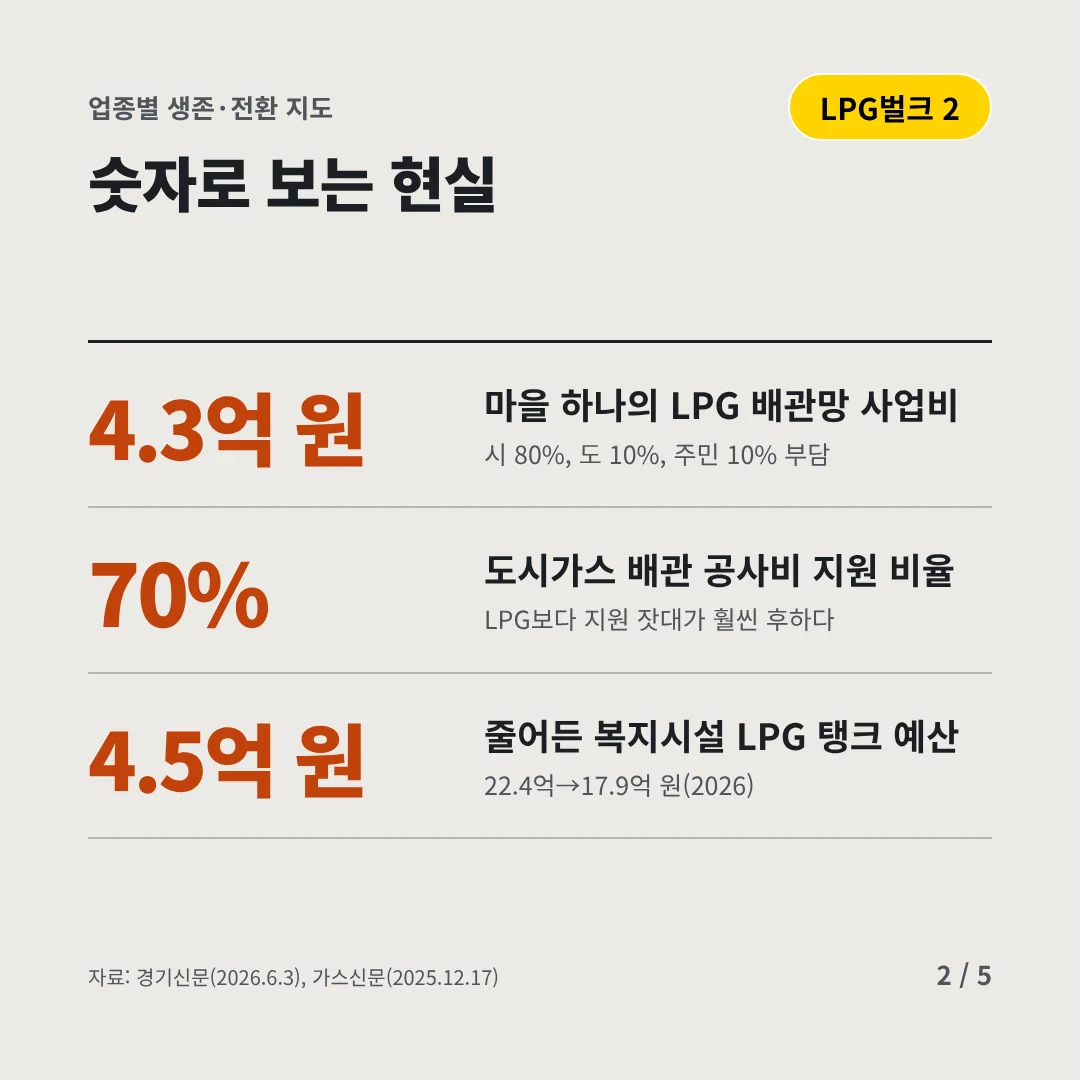 업종별 생존·전환 지도
LPG벌크 2
숫자로 보는 현실
4.3억 원
마을 하나의 LPG 배관망 사업비
시 80%, 도 10%, 주민 10% 부담
70%
도시가스 배관 공사비 지원 비율
LPG보다 지원 잣대가 훨씬 후하다
4.5억 원
줄어든 복지시설 LPG 탱크 예산
22.4억→17.9억 원(2026)
자료: 경기신문(2026.6.3), 가스신문(2025.12.17)
2 / 5